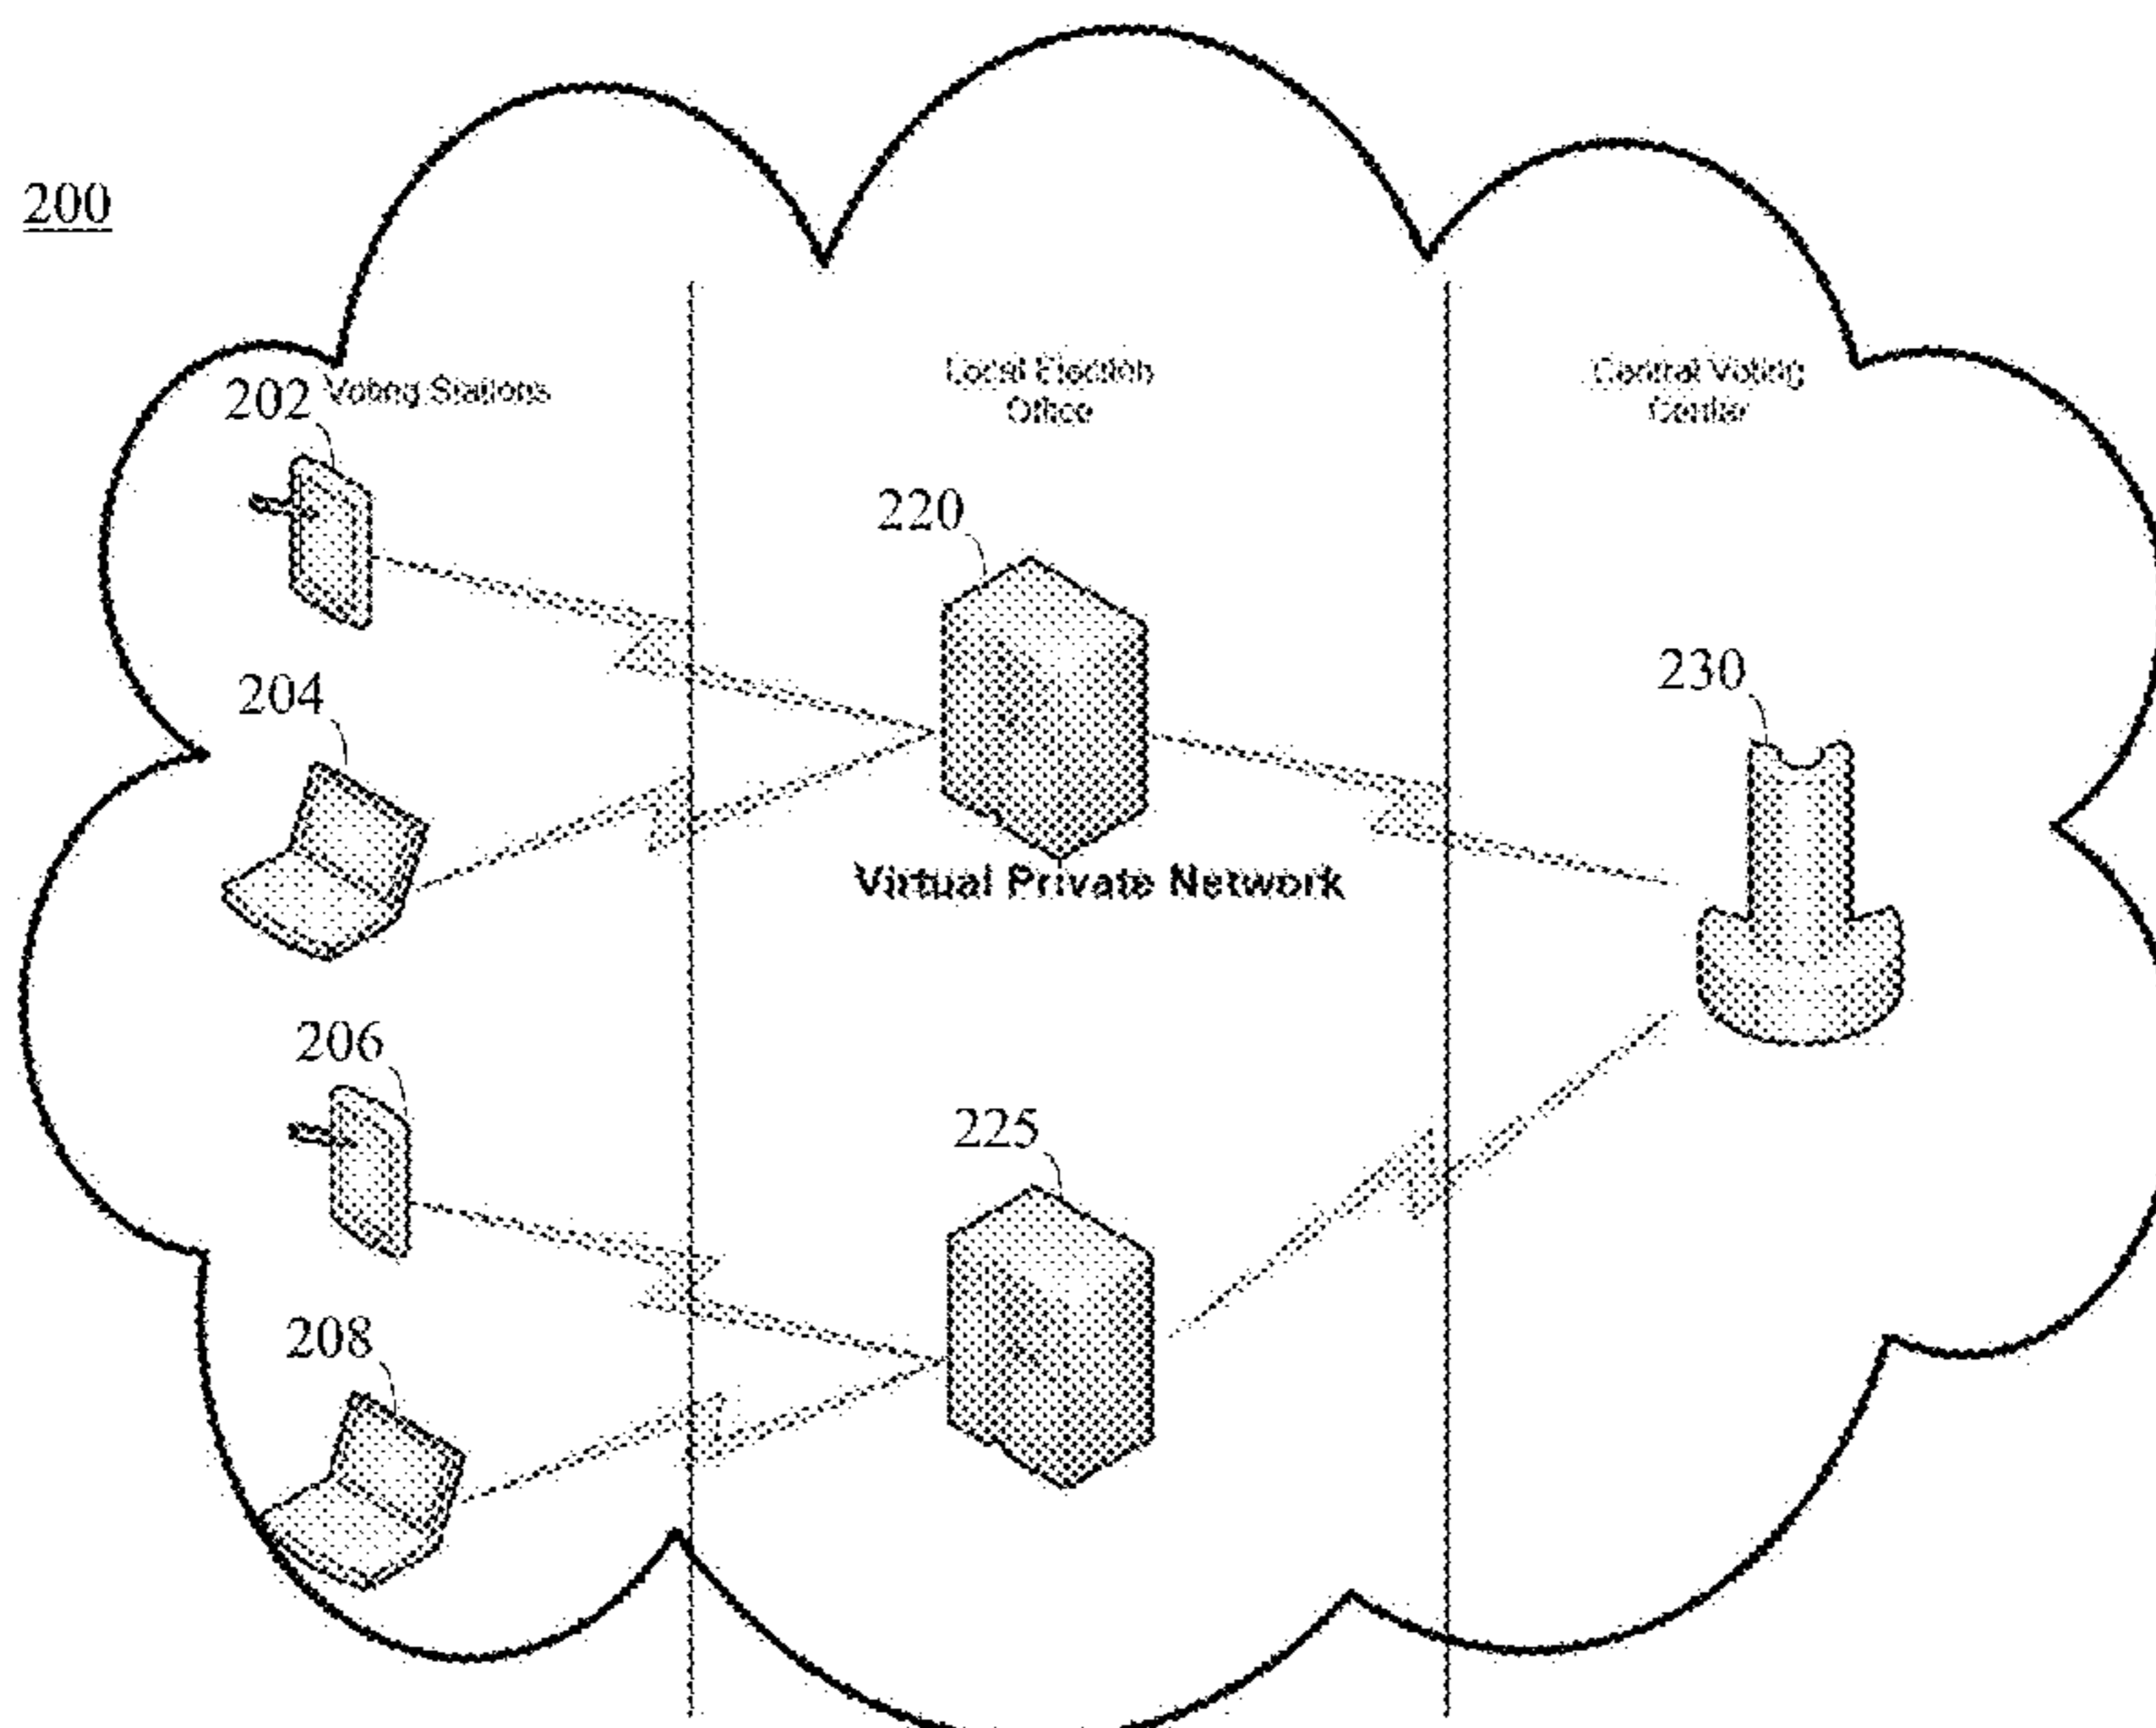 200
Voting Stations
Local Election
Office
Central Voting
Center
202
220
204
230
Virtual Private Network
206
225
208